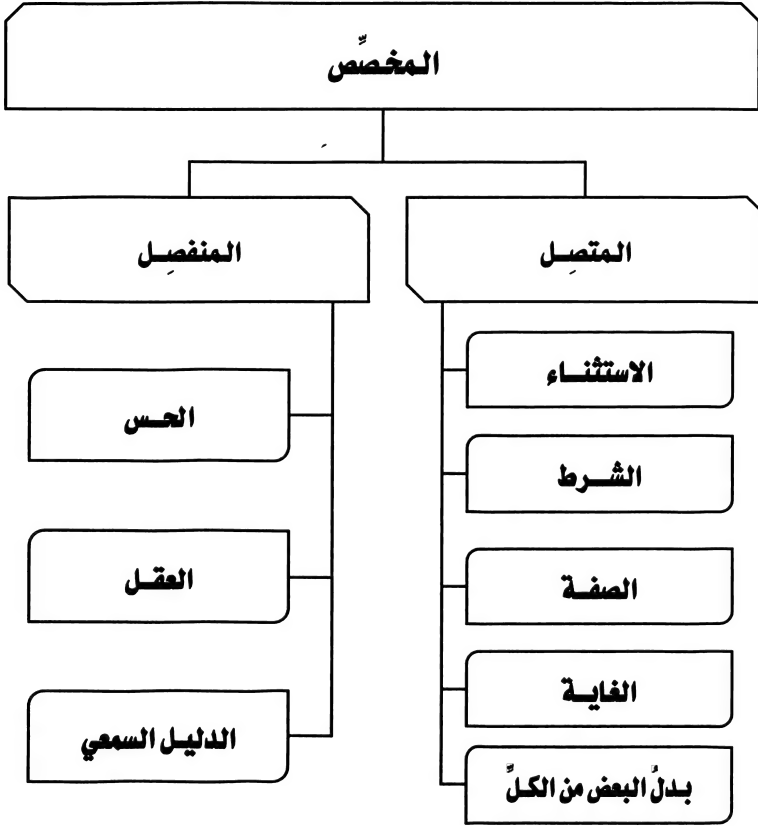 المخصِّص
المتصِل
الاستثناء
الشرط
الصفة
الغاية
بدلُ البعض من الكلِّ
المنفصِل
الحس
العقل
الدليل السمعي